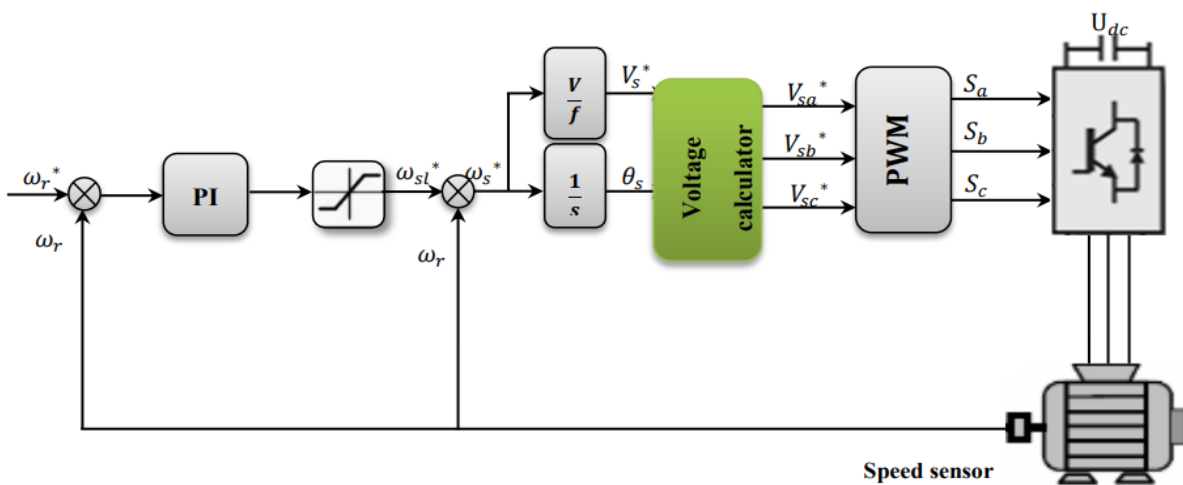 U_dc
V/f
V_s*
V_sa*
S_a
V_sb*
S_b
ω_r*
PI
ω_sl*
ω_s*
1/s
θ_s
Voltage calculator
V_sc*
PWM
S_c
ω_r
ω_r
Speed sensor